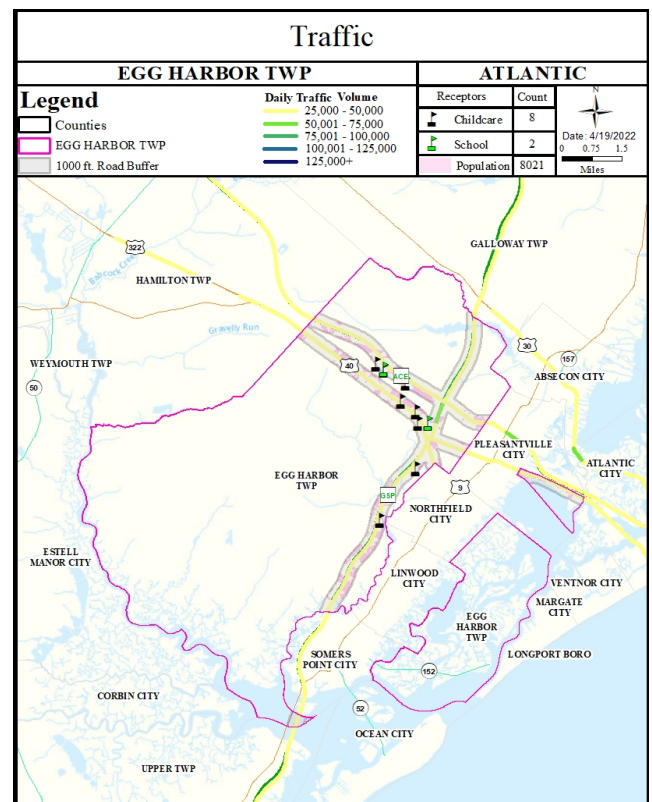 Traffic
EGG HARBOR TWP
ATLANTIC
Legend
Counties
EGG HARBOR TWP
1000 ft. Road Buffer
Daily Traffic Volume
25,000 - 50,000
50,001 - 75,000
75,001 - 100,000
100,001 - 125,000
125,000+
Receptors Count
Childcare 8
School 2
Population 8021
N
Date: 4/19/2022
0 0.75 1.5
Miles
GALLOWAY TWP
322
Babcock Creek
HAMILTON TWP
Gravelly Run
30
157
WEYMOUTH TWP
40
ACE
ABSECON CITY
50
PLEASANTVILLE
CITY
ATLANTIC
CITY
EGG HARBOR
TWP
GSP
9
NORTHFIELD
CITY
ESTELL
MANOR CITY
LINWOOD
CITY
VENTNOR CITY
MARGATE
CITY
EGG
HARBOR
TWP
SOMERS
POINT CITY
LONGPORT BORO
152
CORBIN CITY
52
OCEAN CITY
UPPER TWP